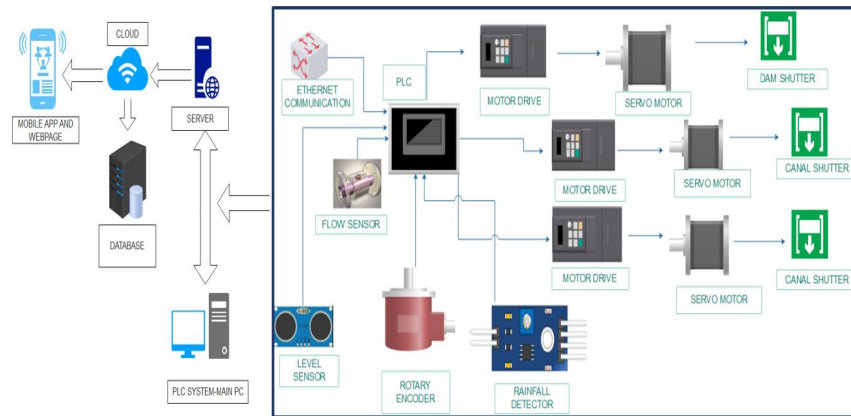 CLOUD
MOBILE APP AND
WEBPAGE
SERVER
DATABASE
PLC SYSTEM-MAIN PC
ETHERNET
COMMUNICATION
PLC
MOTOR DRIVE
SERVO MOTOR
DAM SHUTTER
FLOW SENSOR
MOTOR DRIVE
SERVO MOTOR
CANAL SHUTTER
MOTOR DRIVE
SERVO MOTOR
CANAL SHUTTER
LEVEL
SENSOR
ROTARY
ENCODER
RAINFALL
DETECTOR